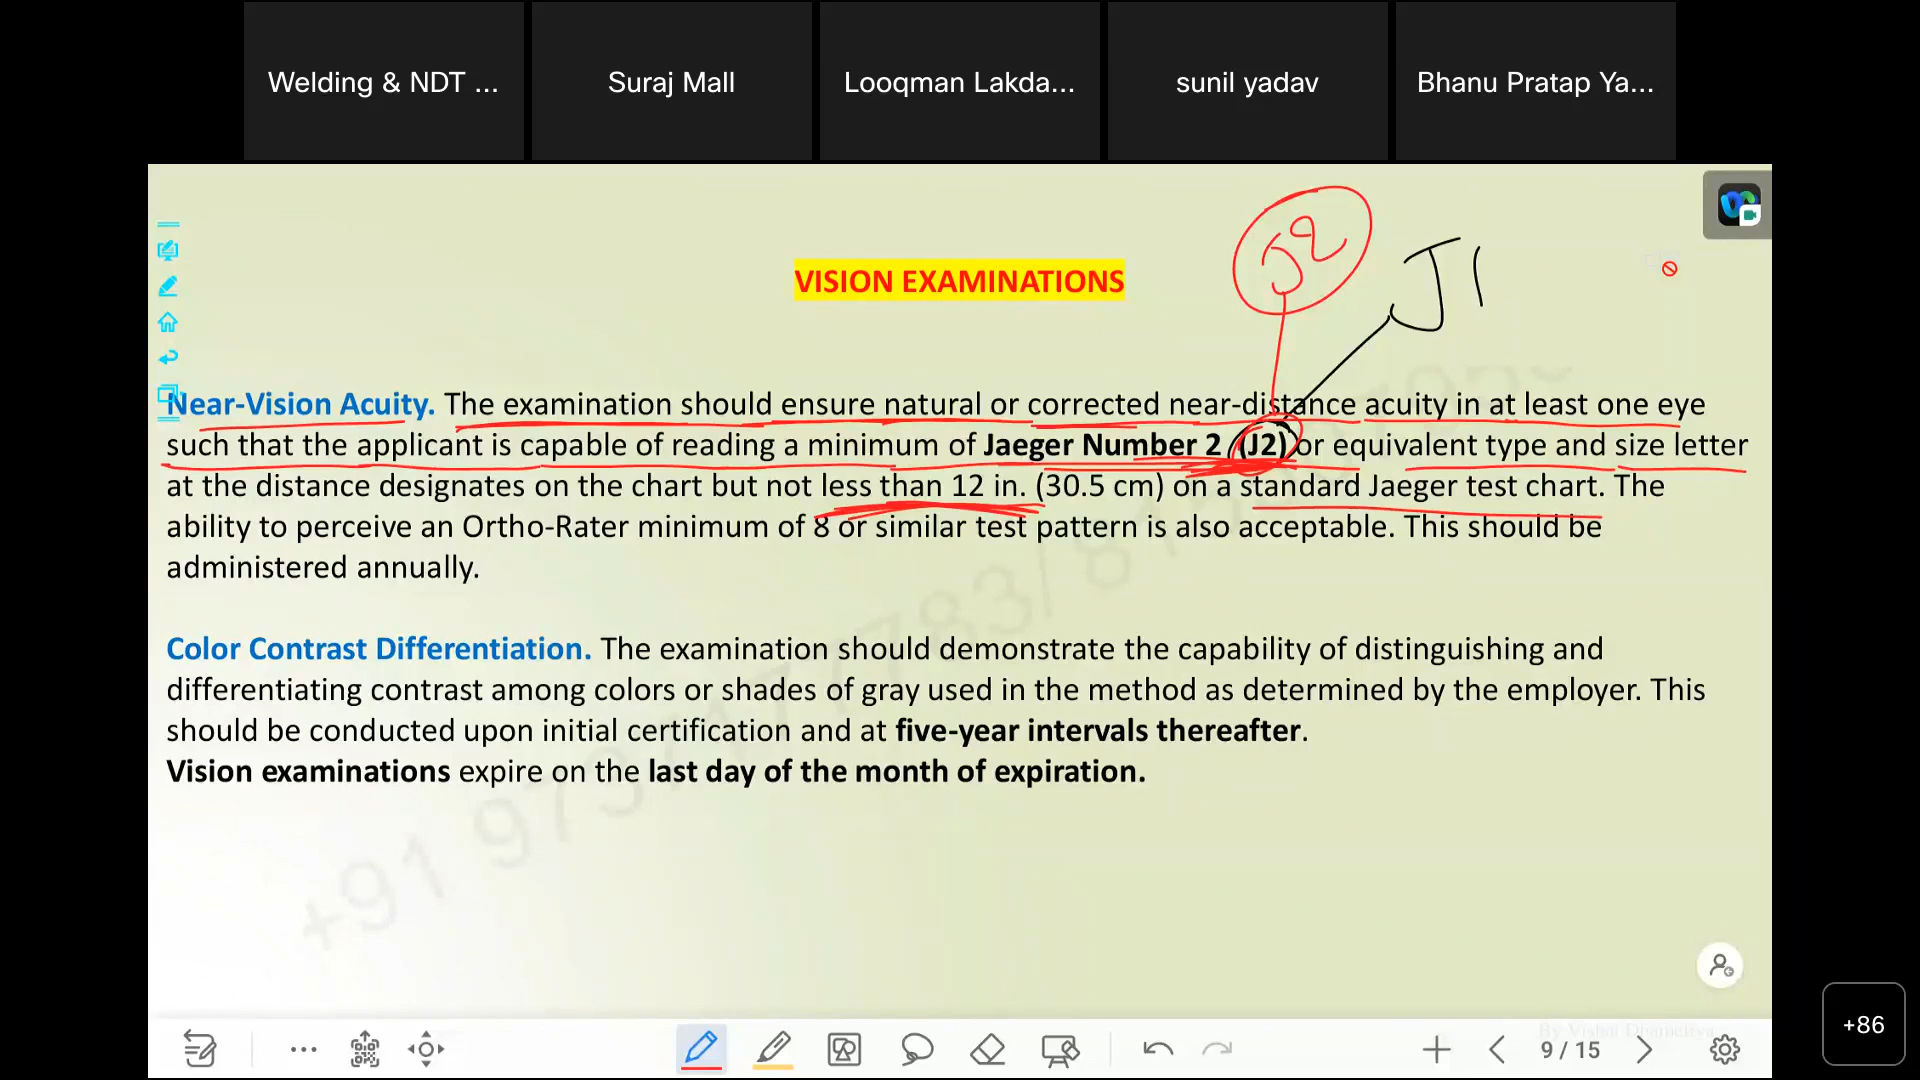 Welding & NDT ...
Suraj Mall
Looqman Lakda...
sunil yadav
Bhanu Pratap Ya...
J2
J1
VISION EXAMINATIONS
Near-Vision Acuity. The examination should ensure natural or corrected near-distance acuity in at least one eye
such that the applicant is capable of reading a minimum of Jaeger Number 2 (J2) or equivalent type and size letter
at the distance designates on the chart but not less than 12 in. (30.5 cm) on a standard Jaeger test chart. The
ability to perceive an Ortho-Rater minimum of 8 or similar test pattern is also acceptable. This should be
administered annually.
Color Contrast Differentiation. The examination should demonstrate the capability of distinguishing and
differentiating contrast among colors or shades of gray used in the method as determined by the employer. This
should be conducted upon initial certification and at five-year intervals thereafter.
Vision examinations expire on the last day of the month of expiration.
9 / 15
+86